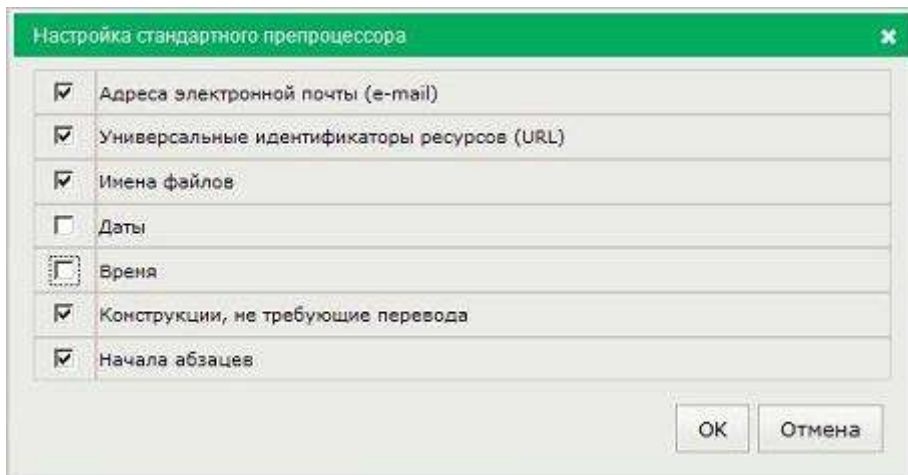 Настройка стандартного препроцессора
Адреса электронной почты (e-mail)
Универсальные идентификаторы ресурсов (URL)
Имена файлов
Даты
Время
Конструкции, не требующие перевода
Начала абзацев
OK Отмена